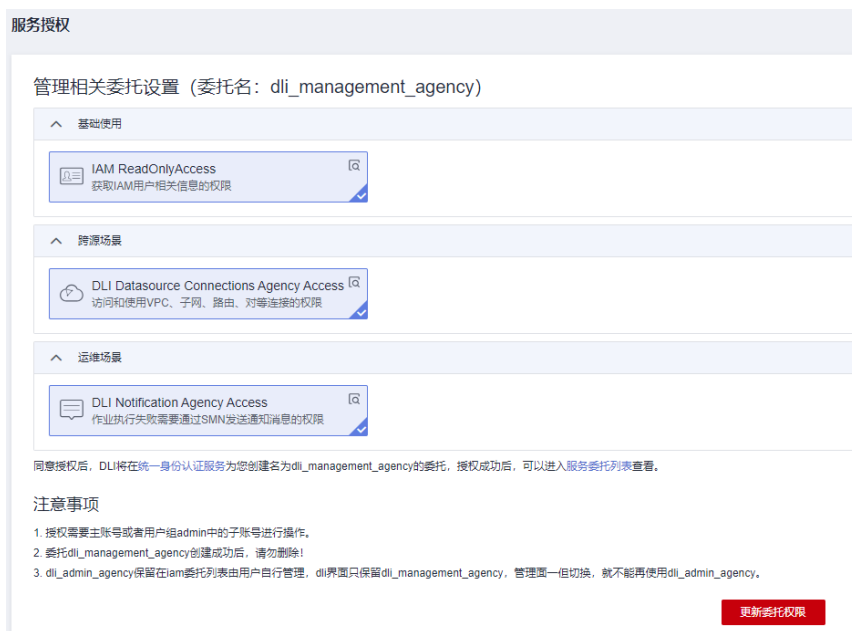 服务授权
管理相关委托设置（委托名：dli_management_agency）
基础使用
IAM ReadOnlyAccess
获取IAM用户相关信息的权限
跨源场景
DLI Datasource Connections Agency Access
访问和使用VPC、子网、路由、对等连接的权限
运维场景
DLI Notification Agency Access
作业执行失败需要通过SMN发送通知消息的权限
同意授权后，DLI将在统一身份认证服务为您创建名为dli_management_agency的委托，授权成功后，可以进入服务委托列表查看。
注意事项
1. 授权需要主账号或者用户组admin中的子账号进行操作。
2. 委托dli_management_agency创建成功后，请勿删除！
3. dli_admin_agency保留在iam委托列表由用户自行管理，dli界面只保留dli_management_agency，管理面一但切换，就不能再使用dli_admin_agency。
更新委托权限